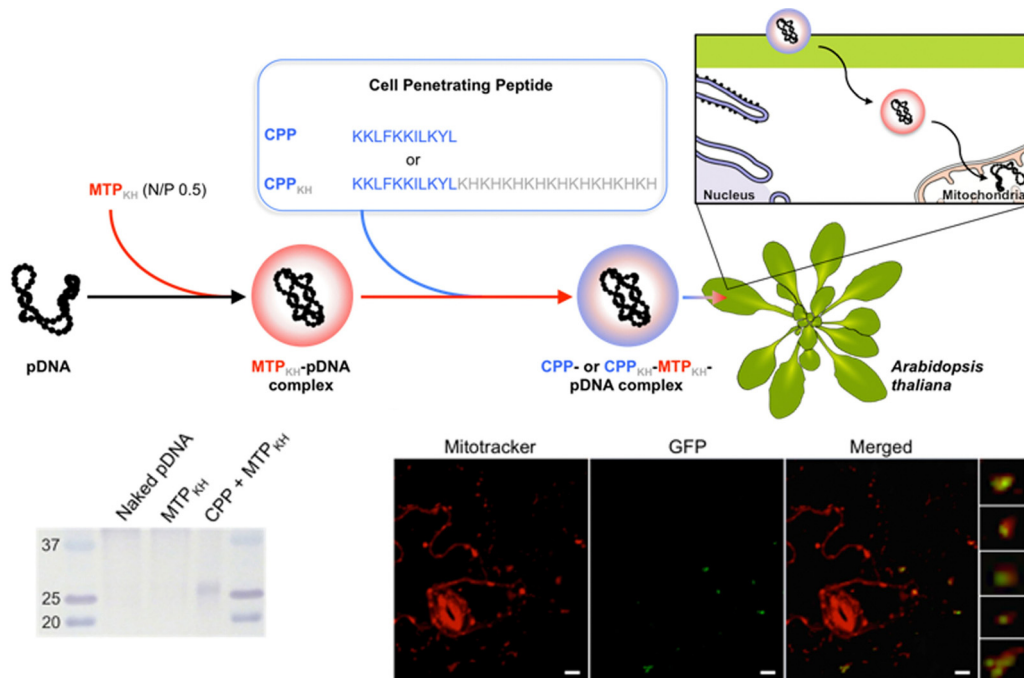 Cell Penetrating Peptide
CPP KKLFKKILKYL
or
CPPKH KKLFKKILKYLKHKHKHKHKHKHKHKHKH
MTPKH (N/P 0.5)
Nucleus
Mitochondria
pDNA
MTPKH-pDNA
complex
CPP- or CPPKH-MTPKH-
pDNA complex
Arabidopsis
thaliana
Naked pDNA
MTPKH
CPP + MTPKH
37
25
20
Mitotracker
GFP
Merged